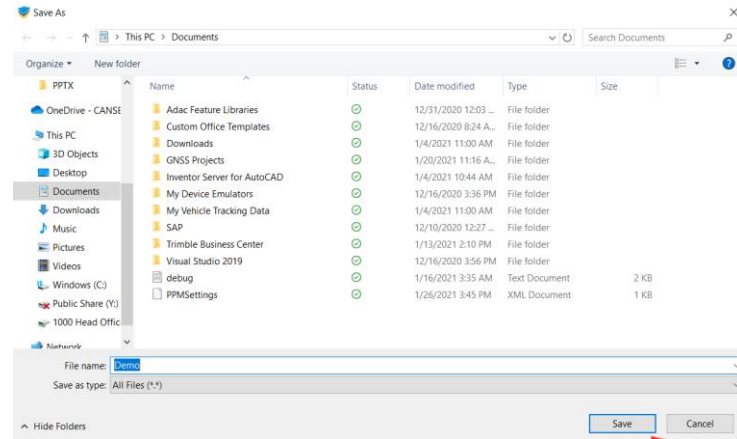 Save As
This PC > Documents
Search Documents
Organize
New folder
PPTX
OneDrive - CANSE
This PC
3D Objects
Desktop
Documents
Downloads
Music
Pictures
Videos
Windows (C:)
Public Share (Y:)
1000 Head Offic
Network
Name Status Date modified Type Size
Adac Feature Libraries 12/31/2020 12:03 ... File folder
Custom Office Templates 12/16/2020 8:24 A... File folder
Downloads 1/4/2021 11:00 AM File folder
GNSS Projects 1/20/2021 11:16 A... File folder
Inventor Server for AutoCAD 1/4/2021 10:44 AM File folder
My Device Emulators 12/16/2020 3:36 PM File folder
My Vehicle Tracking Data 1/4/2021 11:00 AM File folder
SAP 12/10/2020 12:27 ... File folder
Trimble Business Center 1/13/2021 2:10 PM File folder
Visual Studio 2019 12/16/2020 3:56 PM File folder
debug 1/16/2021 3:35 AM Text Document 2 KB
PPMSettings 1/26/2021 3:45 PM XML Document 1 KB
File name: Demo
Save as type: All Files (*.*)
Hide Folders
Save
Cancel